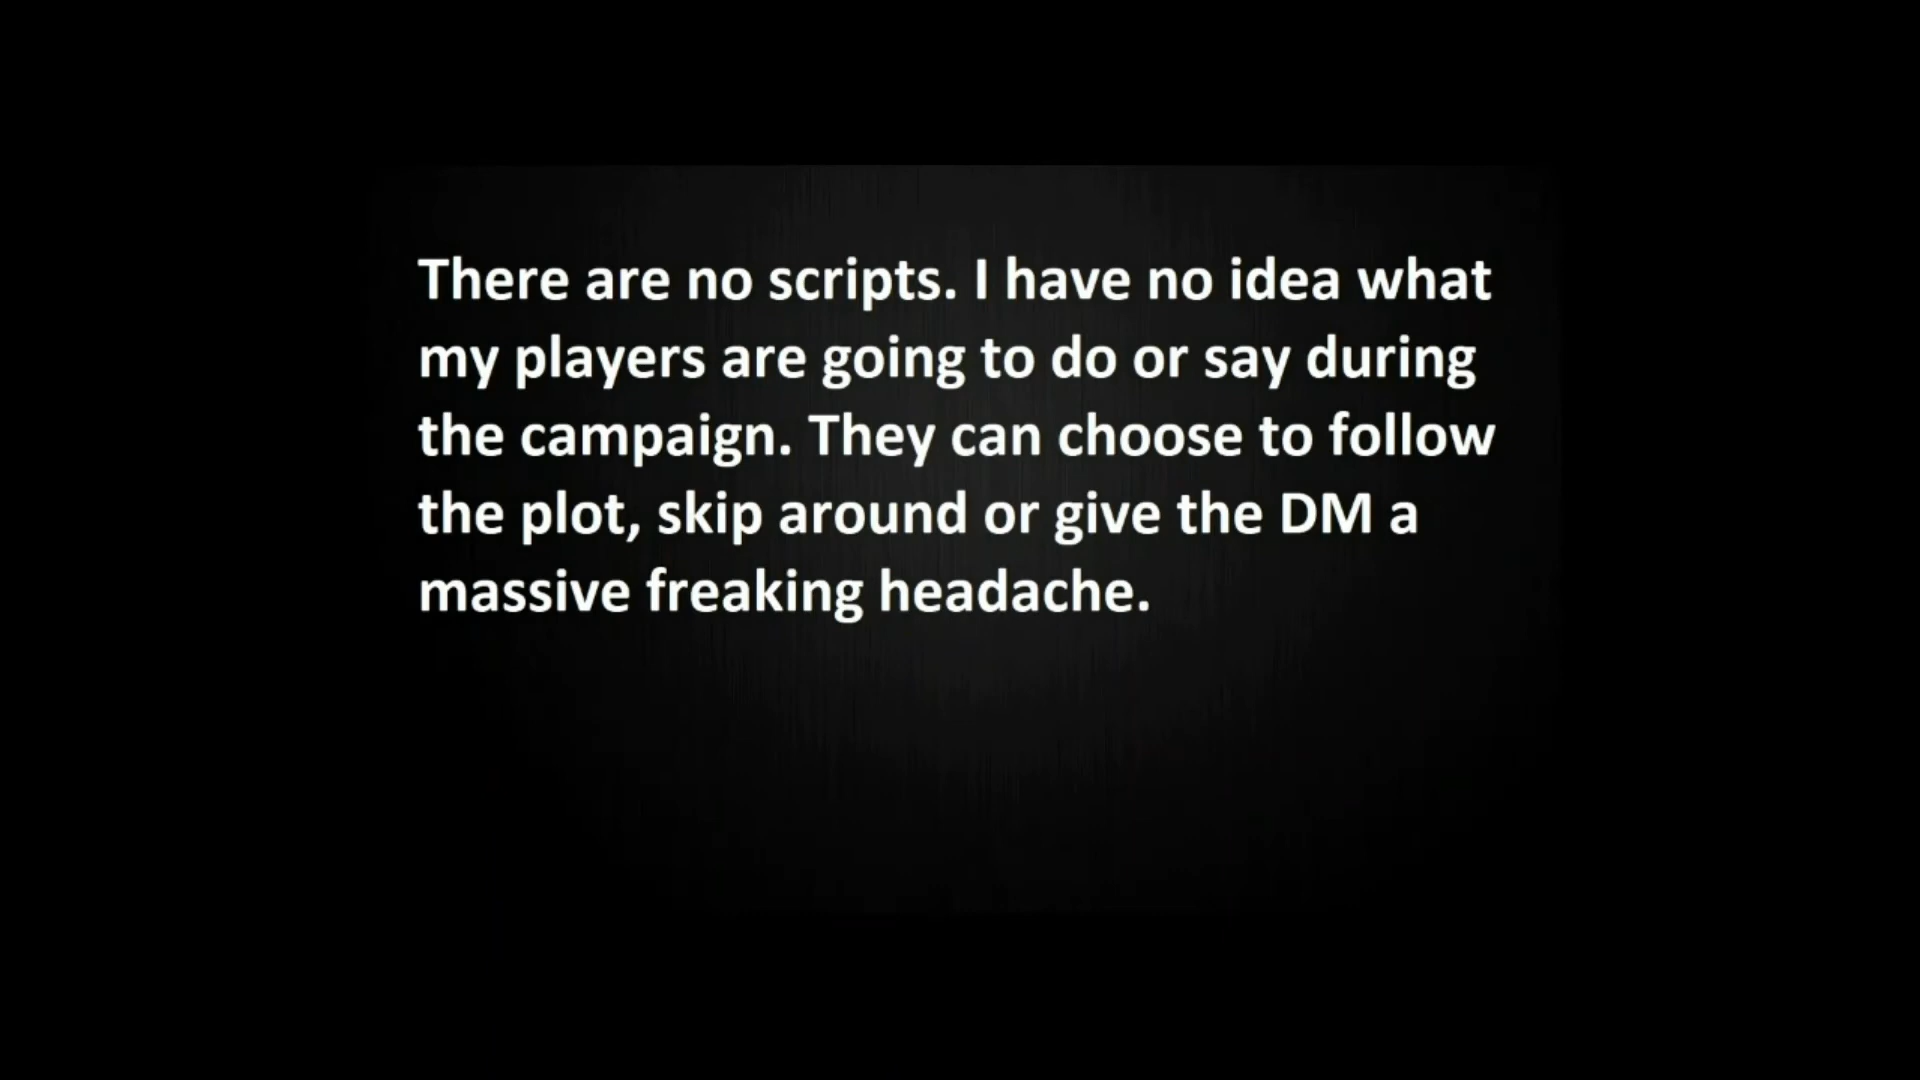 There are no scripts. I have no idea what
my players are going to do or say during
the campaign. They can choose to follow
the plot, skip around or give the DM a
massive freaking headache.